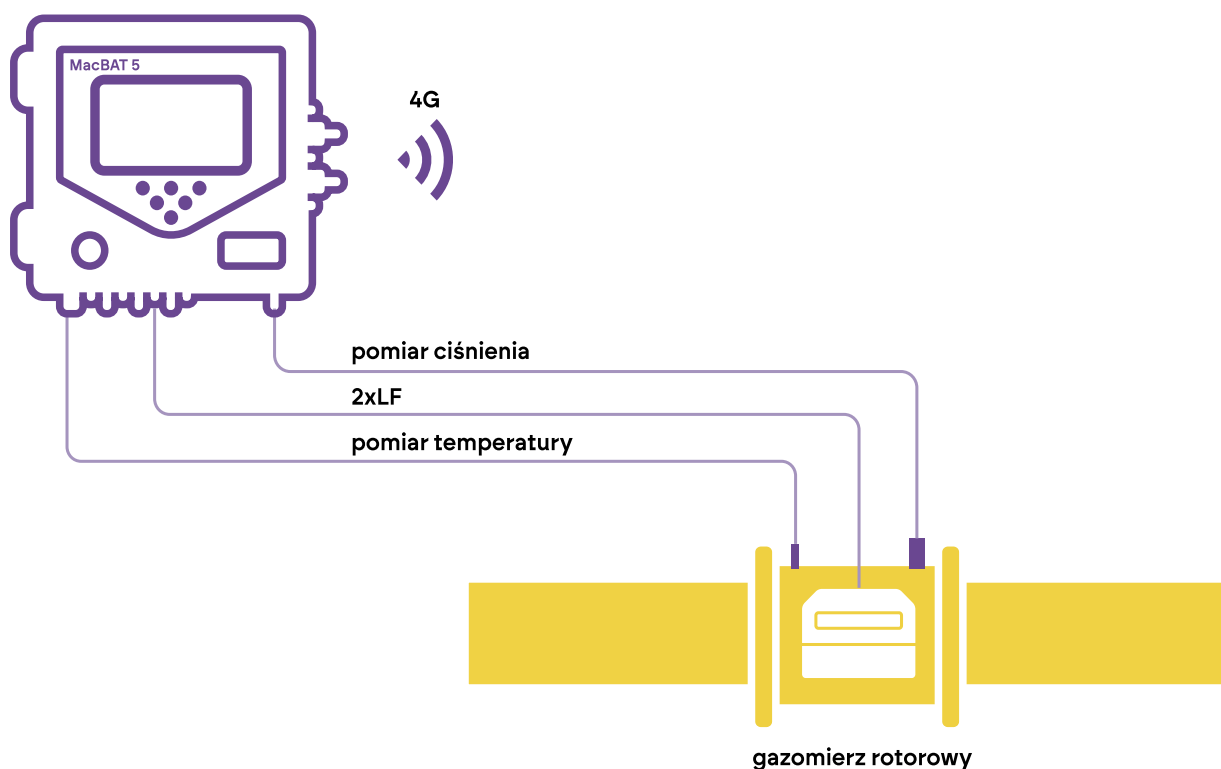 MacBAT 5
4G
pomiar ciśnienia
2xLF
pomiar temperatury
gazomierz rotorowy